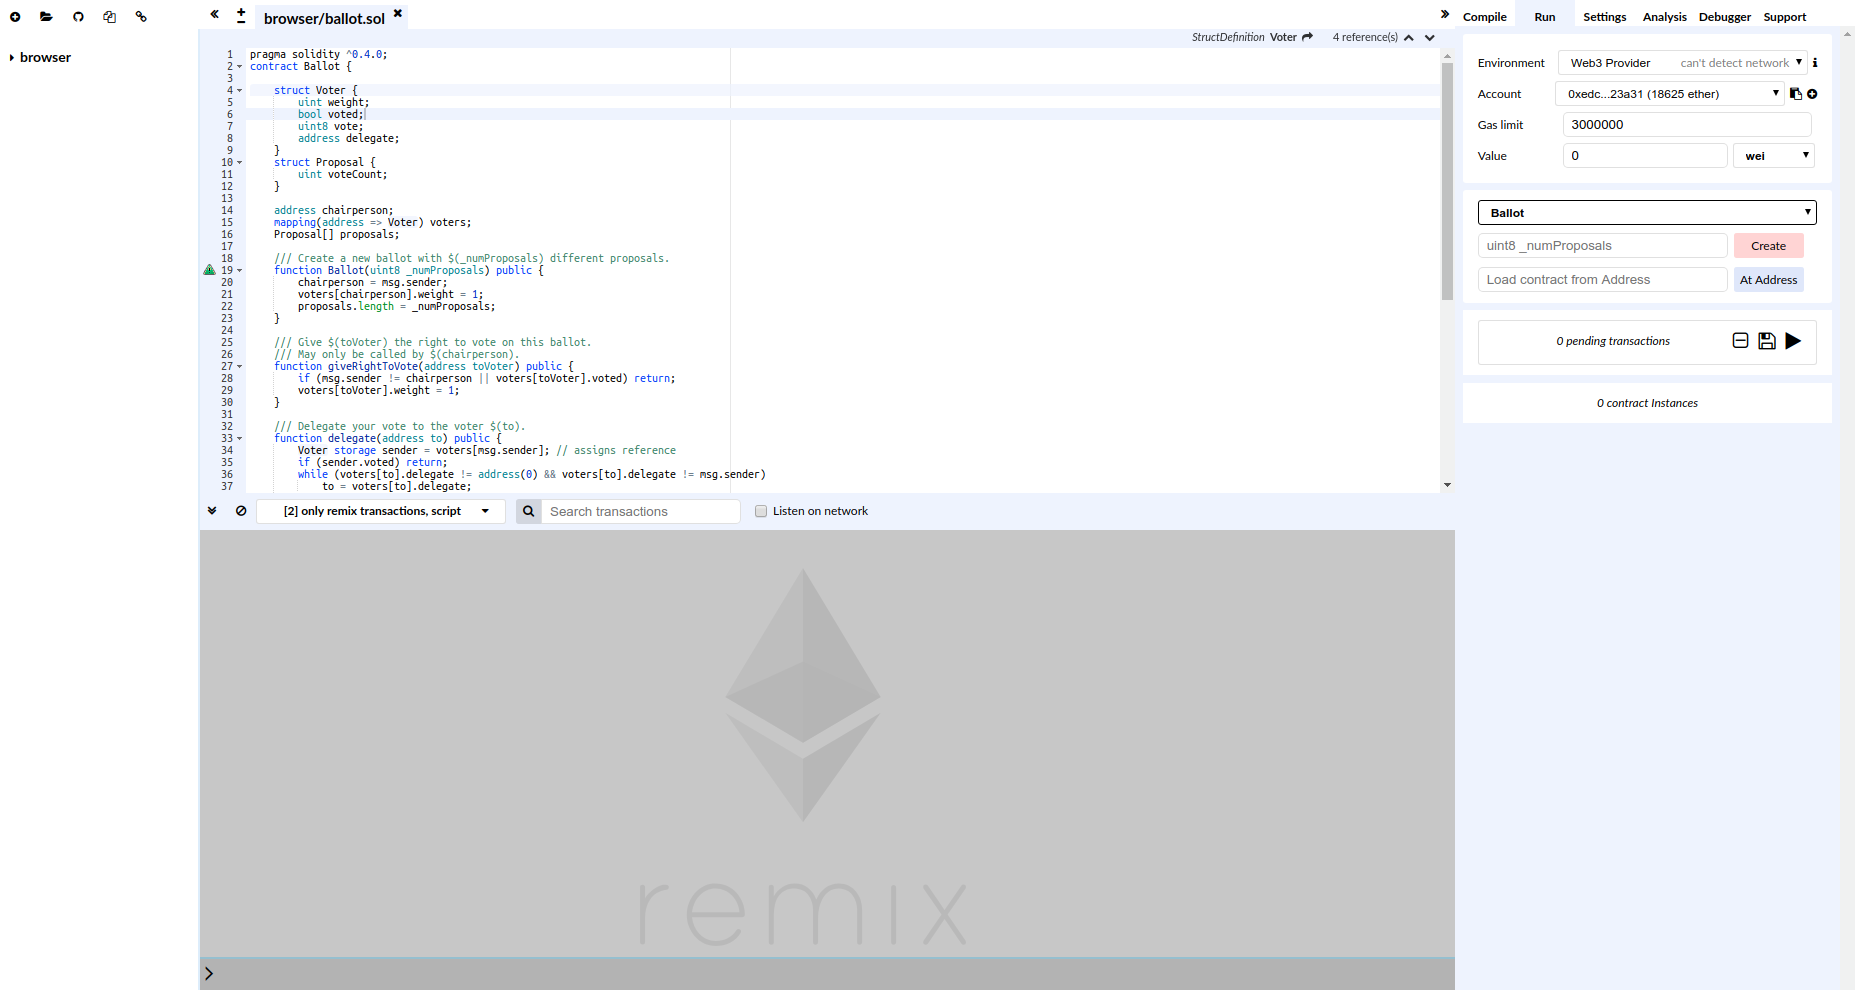 browser/ballot.sol
browser
StructDefinition Voter 4 reference(s)
1 pragma solidity ^0.4.0;
2 contract Ballot {
3
4 struct Voter {
5 uint weight;
6 bool voted;
7 uint8 vote;
8 address delegate;
9 }
10 struct Proposal {
11 uint voteCount;
12 }
13
14 address chairperson;
15 mapping(address => Voter) voters;
16 Proposal[] proposals;
17
18 /// Create a new ballot with $(_numProposals) different proposals.
19 function Ballot(uint8 _numProposals) public {
20 chairperson = msg.sender;
21 voters[chairperson].weight = 1;
22 proposals.length = _numProposals;
23 }
24
25 /// Give $(toVoter) the right to vote on this ballot.
26 /// May only be called by $(chairperson).
27 function giveRightToVote(address toVoter) public {
28 if (msg.sender != chairperson || voters[toVoter].voted) return;
29 voters[toVoter].weight = 1;
30 }
31
32 /// Delegate your vote to the voter $(to).
33 function delegate(address to) public {
34 Voter storage sender = voters[msg.sender]; // assigns reference
35 if (sender.voted) return;
36 while (voters[to].delegate != address(0) && voters[to].delegate != msg.sender)
37 to = voters[to].delegate;
[2] only remix transactions, script Search transactions Listen on network
remix
>
Compile Run Settings Analysis Debugger Support
Environment Web3 Provider can't detect network
Account 0xedc...23a31 (18625 ether)
Gas limit 3000000
Value 0 wei
Ballot
uint8 _numProposals Create
Load contract from Address At Address
0 pending transactions
0 contract Instances